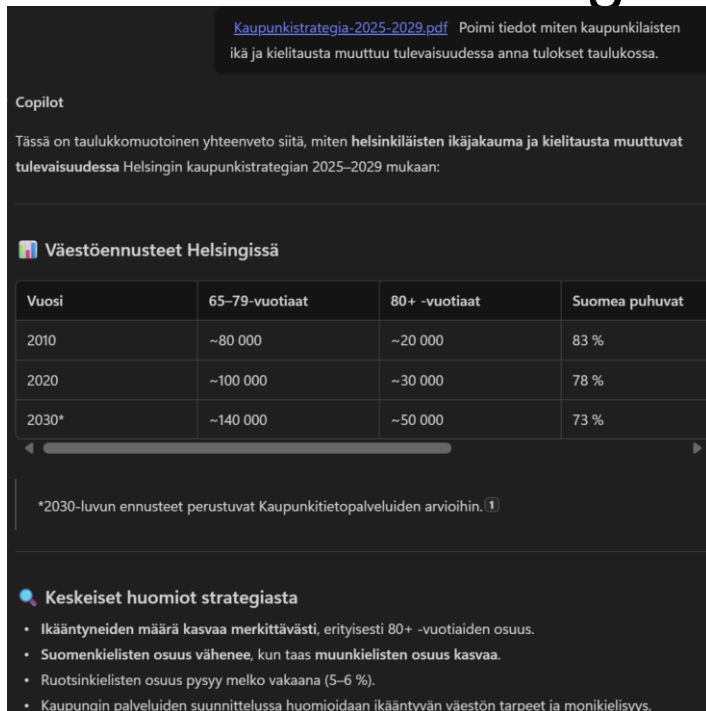 Kaupunkistrategia-2025-2029.pdf Poimi tiedot miten kaupunkilaisten
ikä ja kielitausta muuttuu tulevaisuudessa anna tulokset taulukossa.
Copilot
Tässä on taulukkomuotoinen yhteenveto siitä, miten helsinkiläisten ikäjakauma ja kielitausta muuttuvat
tulevaisuudessa Helsingin kaupunkistrategian 2025–2029 mukaan:
Väestöennusteet Helsingissä
Vuosi 65–79-vuotiaat 80+ -vuotiaat Suomea puhuvat
2010 ~80 000 ~20 000 83 %
2020 ~100 000 ~30 000 78 %
2030* ~140 000 ~50 000 73 %
*2030-luvun ennusteet perustuvat Kaupunkitietopalveluiden arvioihin. 1
Keskeiset huomiot strategiasta
• Ikääntyneiden määrä kasvaa merkittävästi, erityisesti 80+ -vuotiaiden osuus.
• Suomenkielisten osuus vähenee, kun taas muunkielisten osuus kasvaa.
• Ruotsinkielisten osuus pysyy melko vakaana (5–6 %).
• Kaupungin palveluiden suunnittelussa huomioidaan ikääntyvän väestön tarpeet ja monikielisyys.